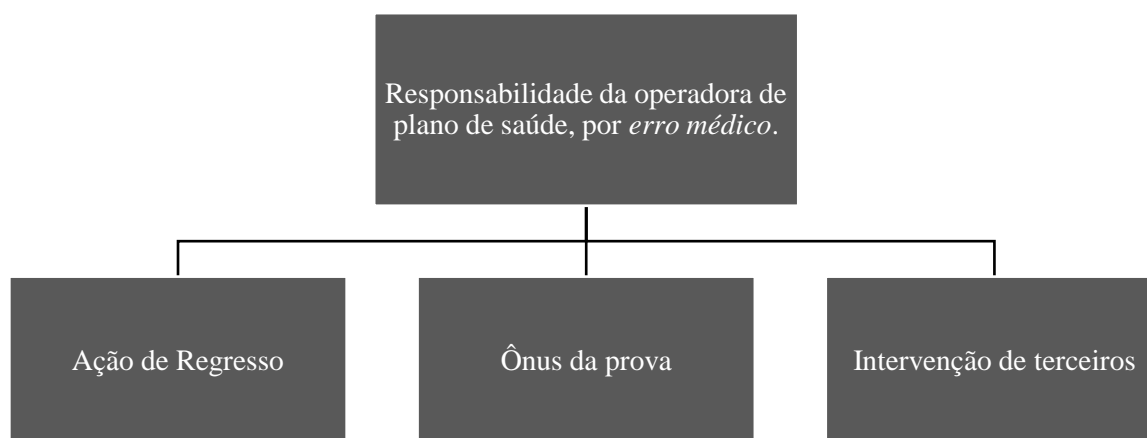 Responsabilidade da operadora de
plano de saúde, por erro médico.
Ação de Regresso
Ônus da prova
Intervenção de terceiros